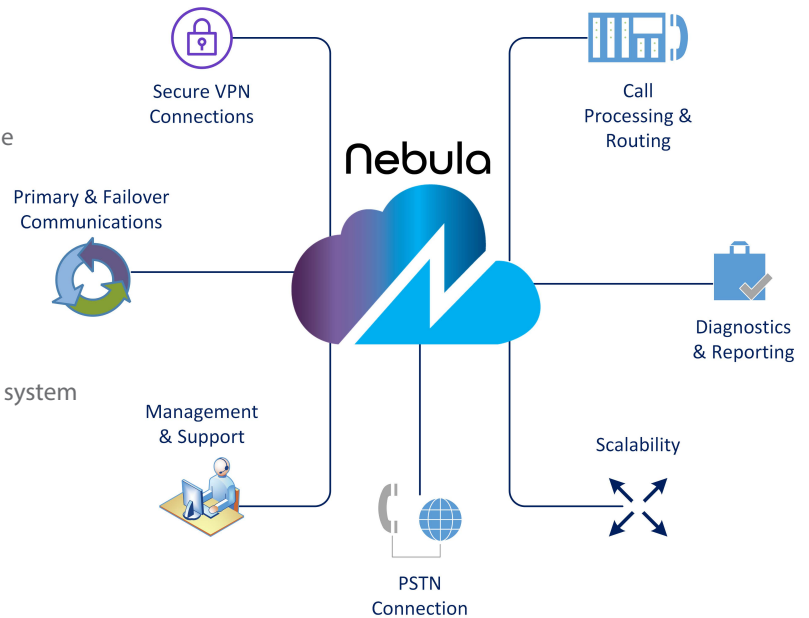 Secure VPN
Connections
Call
Processing &
Routing
e
nebula
Primary & Failover
Communications
Diagnostics
& Reporting
system
Management
& Support
Scalability
PSTN
Connection